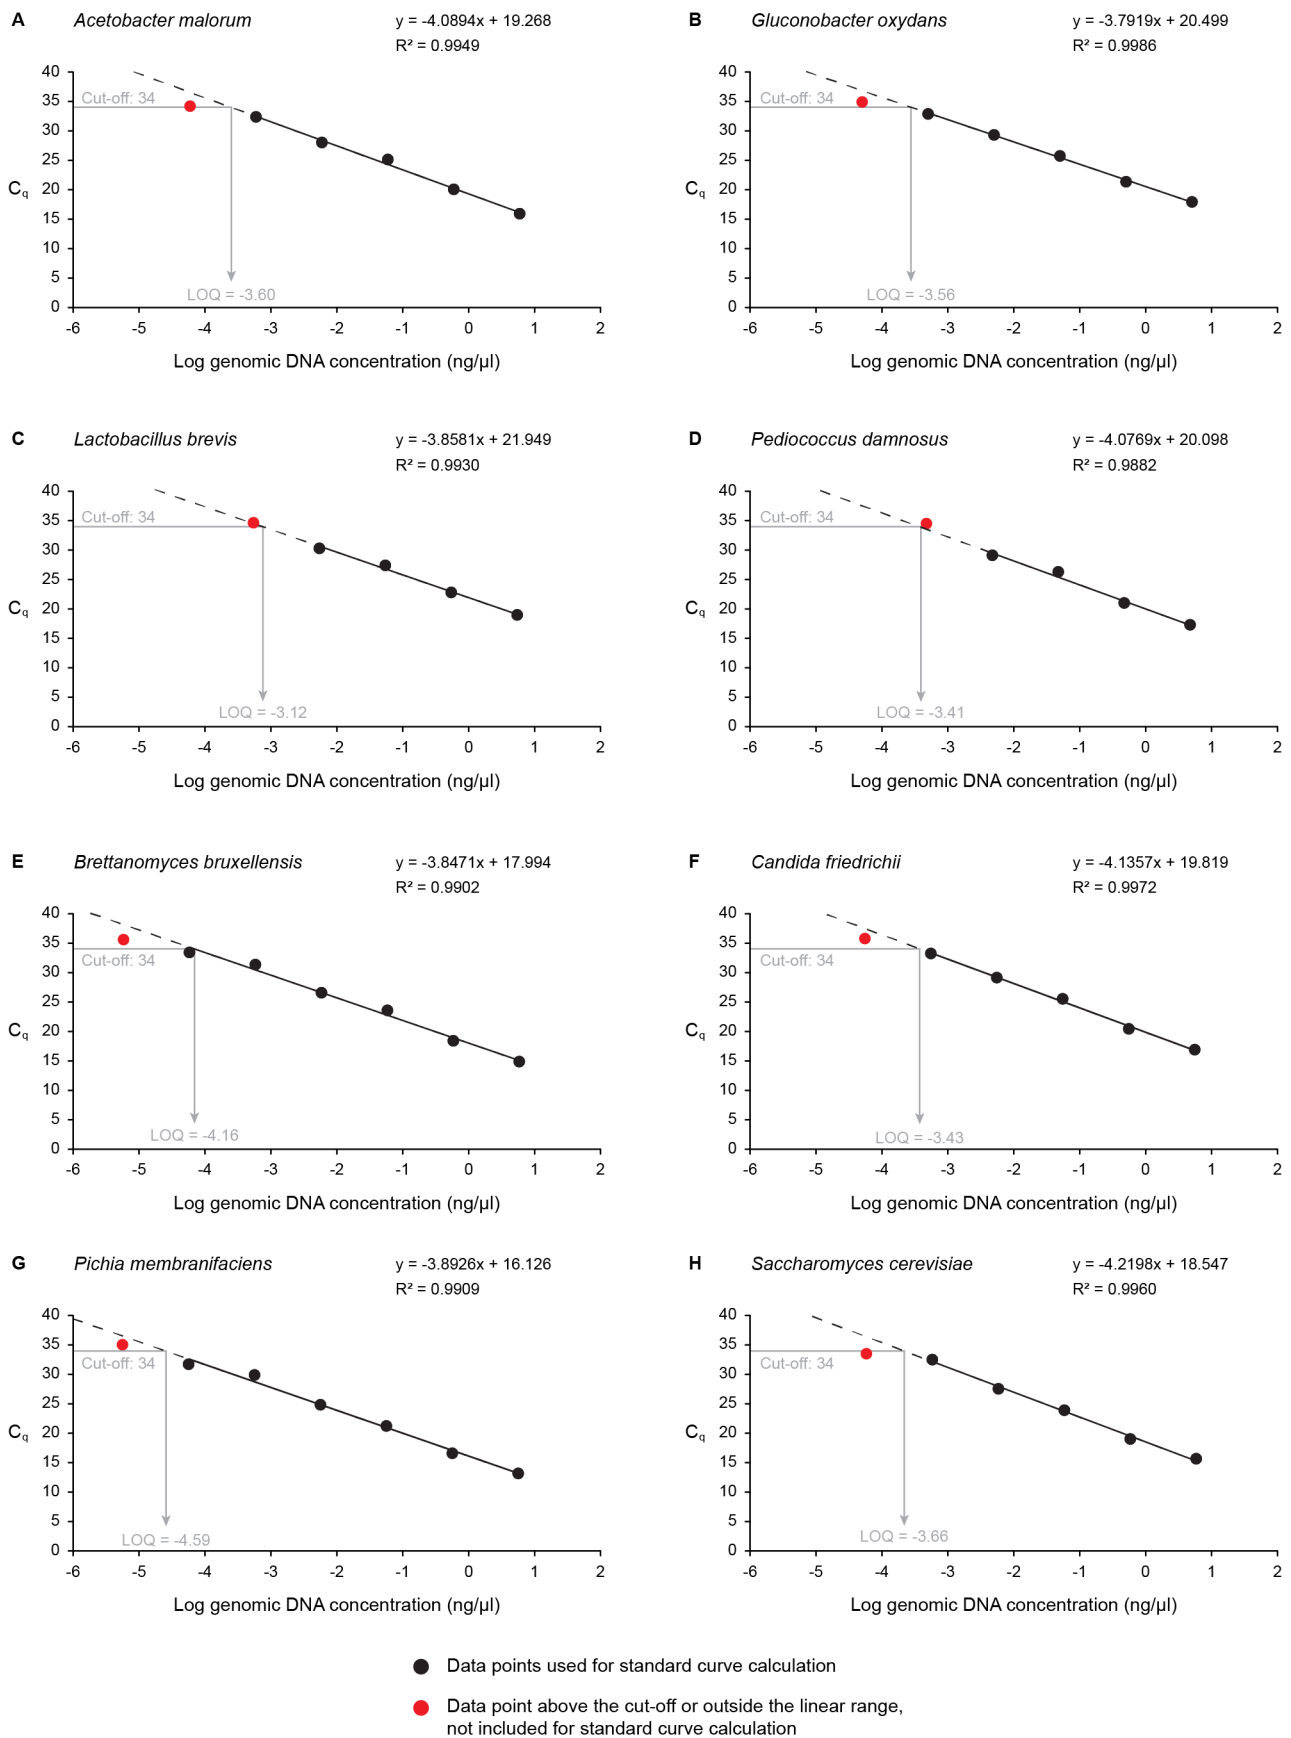 A Acetobacter malorum y = -4.0894x + 19.268
R² = 0.9949
40
35
30
25
20
15
10
5
0
Cq
Cut-off: 34
LOQ = -3.60
-6 -5 -4 -3 -2 -1 0 1 2
Log genomic DNA concentration (ng/µl)
B Gluconobacter oxydans y = -3.7919x + 20.499
R² = 0.9986
40
35
30
25
20
15
10
5
0
Cq
Cut-off: 34
LOQ = -3.56
-6 -5 -4 -3 -2 -1 0 1 2
Log genomic DNA concentration (ng/µl)
C Lactobacillus brevis y = -3.8581x + 21.949
R² = 0.9930
40
35
30
25
20
15
10
5
0
Cq
Cut-off: 34
LOQ = -3.12
-6 -5 -4 -3 -2 -1 0 1 2
Log genomic DNA concentration (ng/µl)
D Pediococcus damnosus y = -4.0769x + 20.098
R² = 0.9882
40
35
30
25
20
15
10
5
0
Cq
Cut-off: 34
LOQ = -3.41
-6 -5 -4 -3 -2 -1 0 1 2
Log genomic DNA concentration (ng/µl)
E Brettanomyces bruxellensis y = -3.8471x + 17.994
R² = 0.9902
40
35
30
25
20
15
10
5
0
Cq
Cut-off: 34
LOQ = -4.16
-6 -5 -4 -3 -2 -1 0 1 2
Log genomic DNA concentration (ng/µl)
F Candida friedrichii y = -4.1357x + 19.819
R² = 0.9972
40
35
30
25
20
15
10
5
0
Cq
Cut-off: 34
LOQ = -3.43
-6 -5 -4 -3 -2 -1 0 1 2
Log genomic DNA concentration (ng/µl)
G Pichia membranifaciens y = -3.8926x + 16.126
R² = 0.9909
40
35
30
25
20
15
10
5
0
Cq
Cut-off: 34
LOQ = -4.59
-6 -5 -4 -3 -2 -1 0 1 2
Log genomic DNA concentration (ng/µl)
H Saccharomyces cerevisiae y = -4.2198x + 18.547
R² = 0.9960
40
35
30
25
20
15
10
5
0
Cq
Cut-off: 34
LOQ = -3.66
-6 -5 -4 -3 -2 -1 0 1 2
Log genomic DNA concentration (ng/µl)
Data points used for standard curve calculation
Data point above the cut-off or outside the linear range,
not included for standard curve calculation